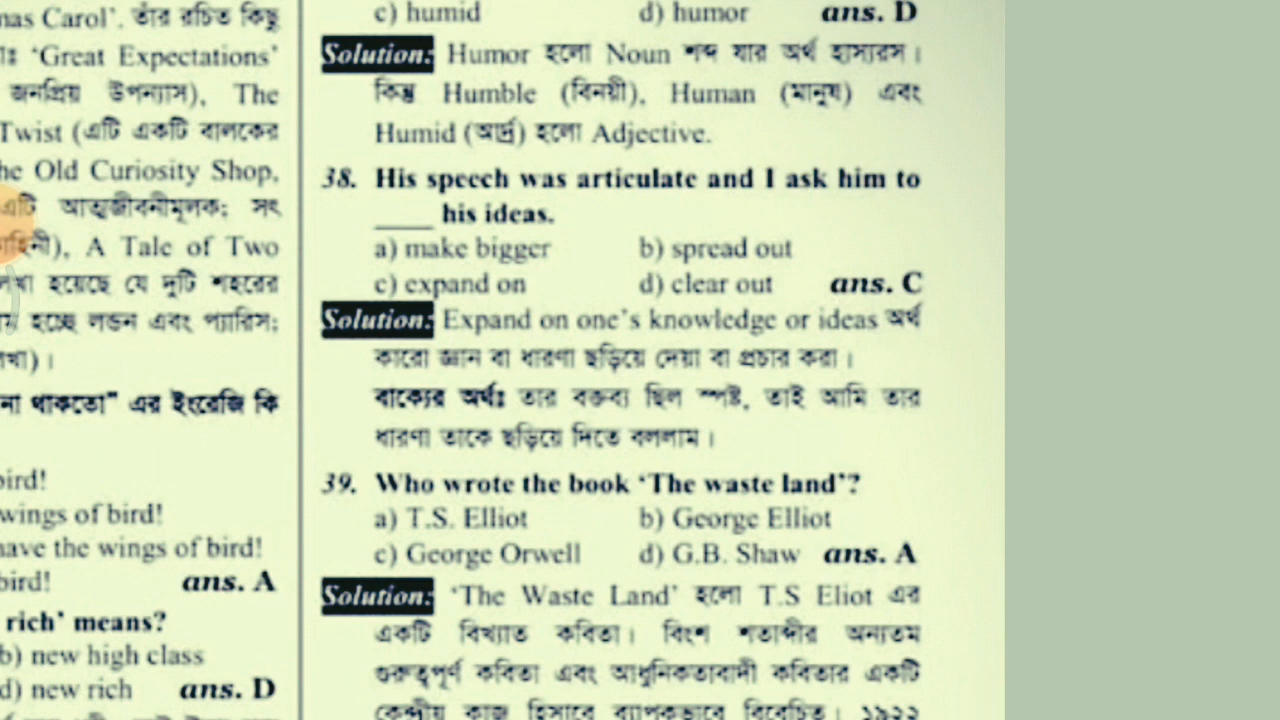 mas Carol'. তাঁর রচিত কিছু
'Great Expectations'
জনপ্রিয় উপন্যাস), The
Twist (এটি একটি বালকের
he Old Curiosity Shop,
এটি আত্মজীবনীমূলক; সৎ
A Tale of Two
লেখা হয়েছে যে দুটি শহরের
হচ্ছে লন্ডন এবং প্যারিস;
না থাকতো" এর ইংরেজি কি
bird!
wings of bird!
have the wings of bird!
bird! ans. A
rich' means?
b) new high class
d) new rich ans. D
c) humid d) humor ans. D
Solution: Humor হলো Noun শব্দ যার অর্থ হাস্যরস।
কিন্তু Humble (বিনয়ী), Human (মানুষ) এবং
Humid (আর্দ্র) হলো Adjective.
38. His speech was articulate and I ask him to
____ his ideas.
a) make bigger b) spread out
c) expand on d) clear out ans. C
Solution: Expand on one's knowledge or ideas অর্থ
কারো জ্ঞান বা ধারণা ছড়িয়ে দেয়া বা প্রচার করা।
বাক্যের অর্থঃ তার বক্তব্য ছিল স্পষ্ট, তাই আমি তার
ধারণা তাকে ছড়িয়ে দিতে বললাম।
39. Who wrote the book 'The waste land'?
a) T.S. Elliot b) George Elliot
c) George Orwell d) G.B. Shaw ans. A
Solution: 'The Waste Land' হলো T.S Eliot এর
একটি বিখ্যাত কবিতা। বিংশ শতাব্দীর অন্যতম
গুরুত্বপূর্ণ কবিতা এবং আধুনিকতাবাদী কবিতার একটি
কেন্দ্রীয় কাজ হিসাবে ব্যাপকভাবে বিবেচিত। ১৯২২